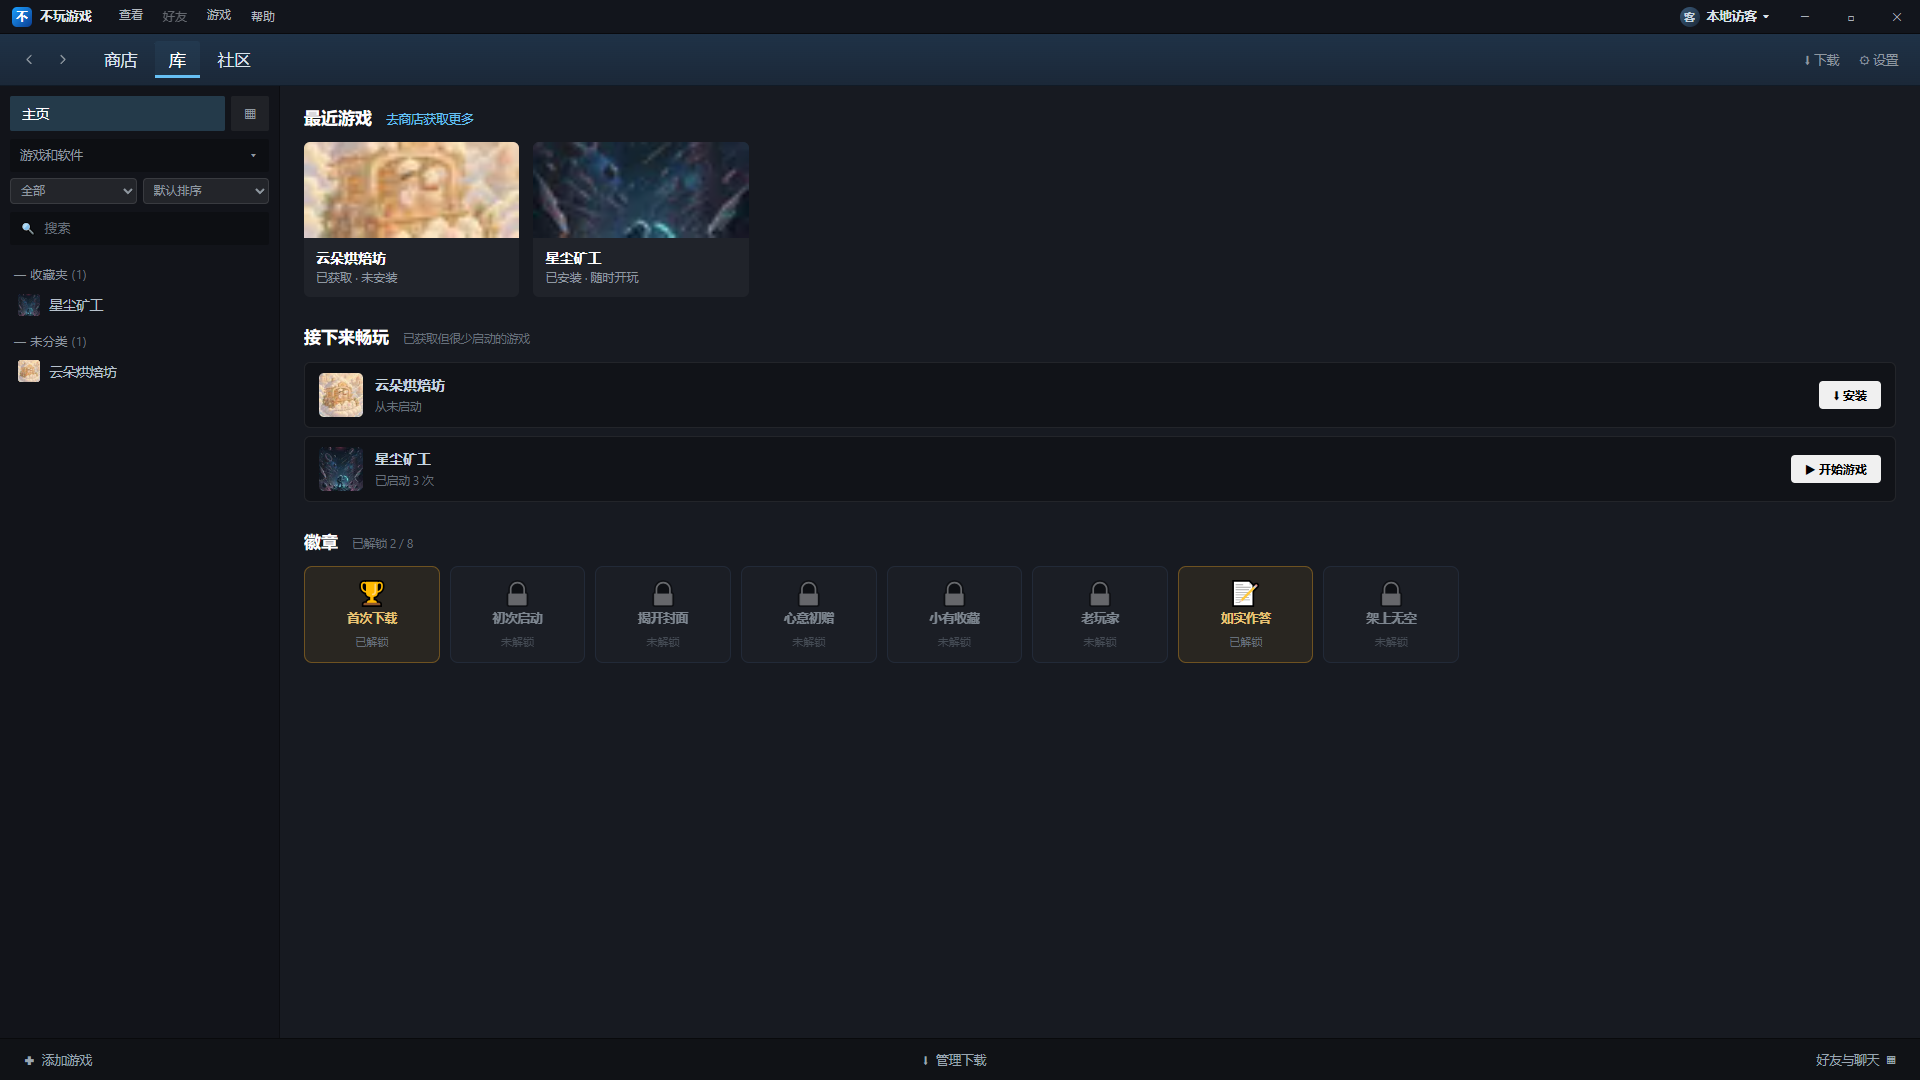 不 不玩游戏 查看 好友 游戏 帮助 客 本地访客
商店 库 社区 下载 设置
主页
游戏和软件
全部 默认排序
搜索
— 收藏夹 (1)
星尘矿工
— 未分类 (1)
云朵烘焙坊
最近游戏 去商店获取更多
云朵烘焙坊
已获取 · 未安装
星尘矿工
已安装 · 随时开玩
接下来畅玩 已获取但很少启动的游戏
云朵烘焙坊
从未启动
安装
星尘矿工
已启动 3 次
开始游戏
徽章 已解锁 2 / 8
首次下载
已解锁
初次启动
未解锁
揭开封面
未解锁
心意初赠
未解锁
小有收藏
未解锁
老玩家
未解锁
如实作答
已解锁
架上无空
未解锁
添加游戏 管理下载 好友与聊天